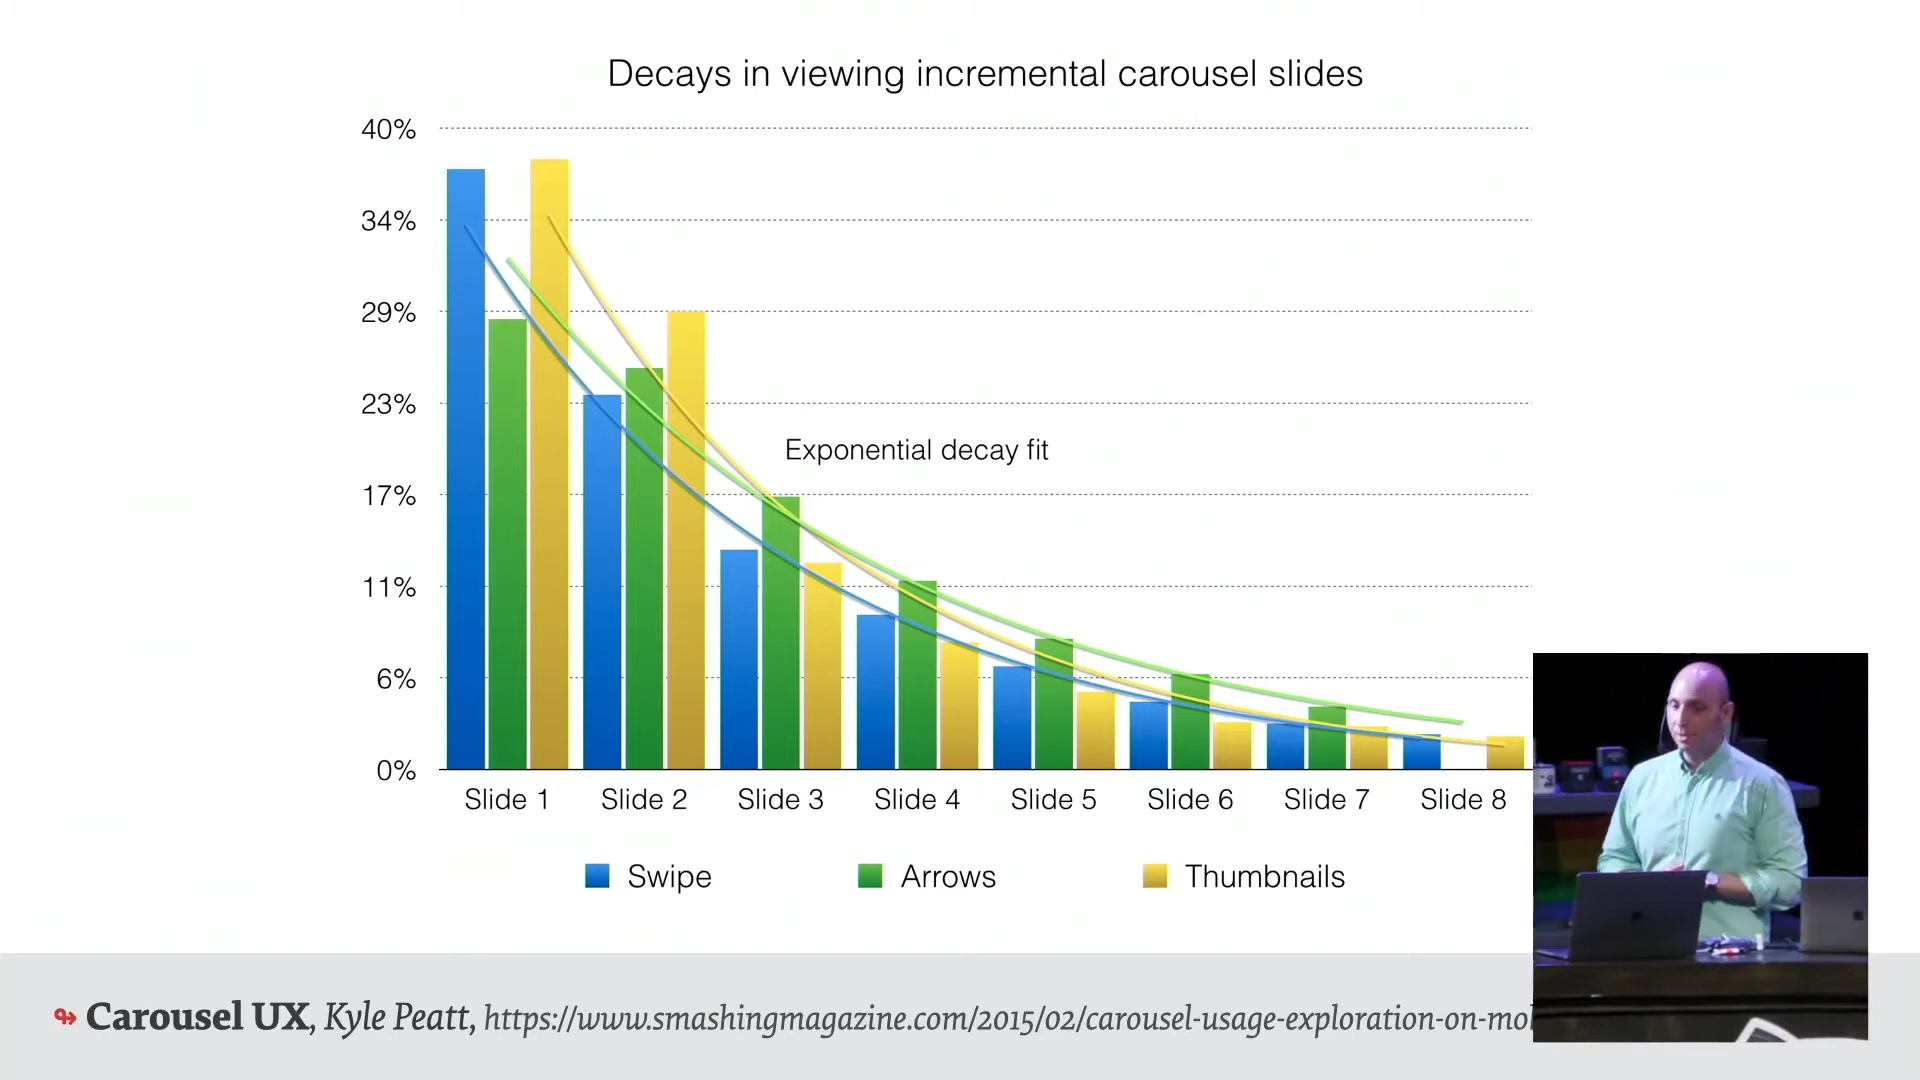 Decays in viewing incremental carousel slides
40%
34%
29%
23%
17%
11%
6%
0%
Exponential decay fit
Slide 1 Slide 2 Slide 3 Slide 4 Slide 5 Slide 6 Slide 7 Slide 8
Swipe Arrows Thumbnails
Carousel UX, Kyle Peatt, https://www.smashingmagazine.com/2015/02/carousel-usage-exploration-on-mo